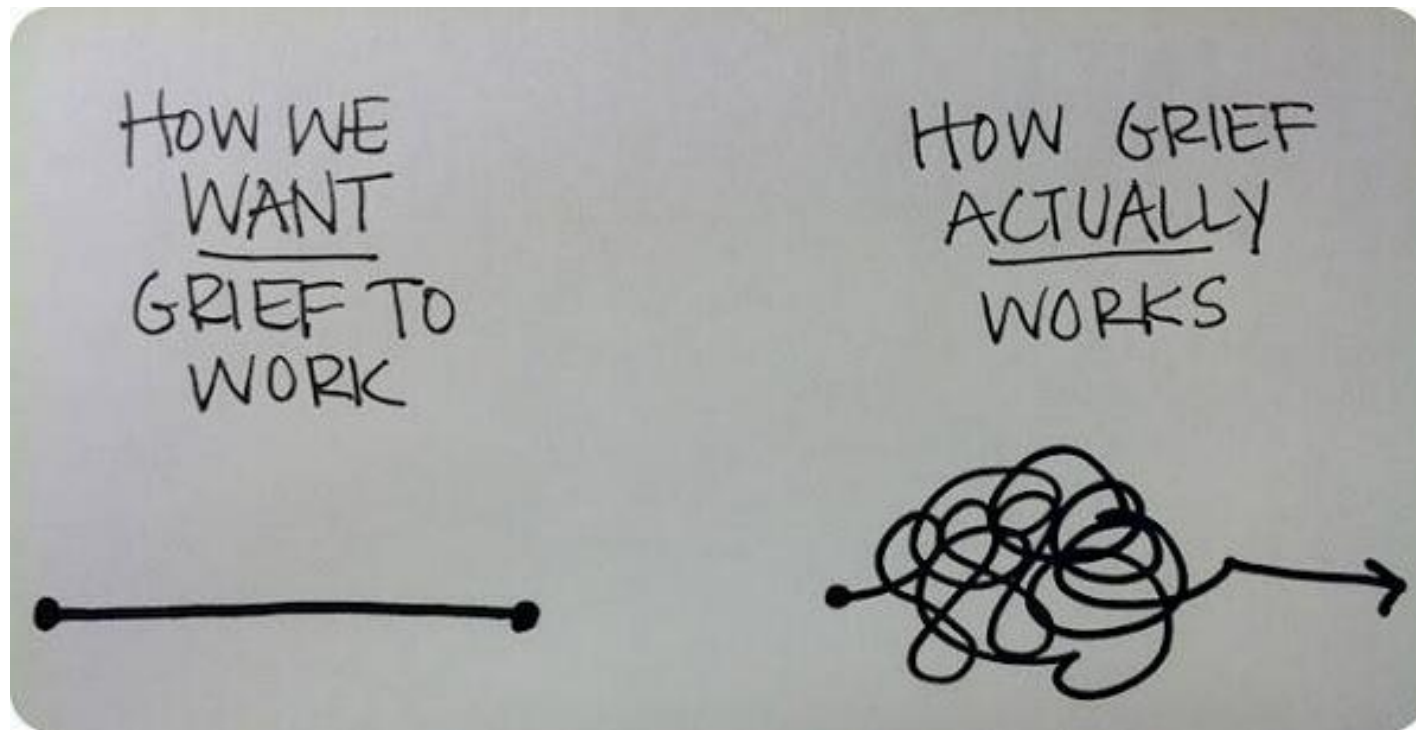 HOW WE
WANT
GRIEF TO
WORK
HOW GRIEF
ACTUALLY
WORKS